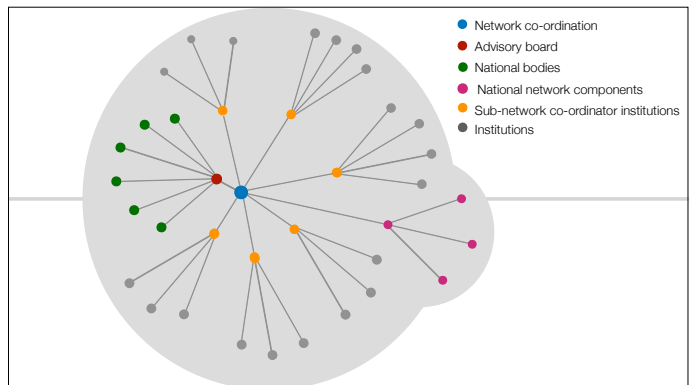 Network co-ordination
Advisory board
National bodies
National network components
Sub-network co-ordinator institutions
Institutions